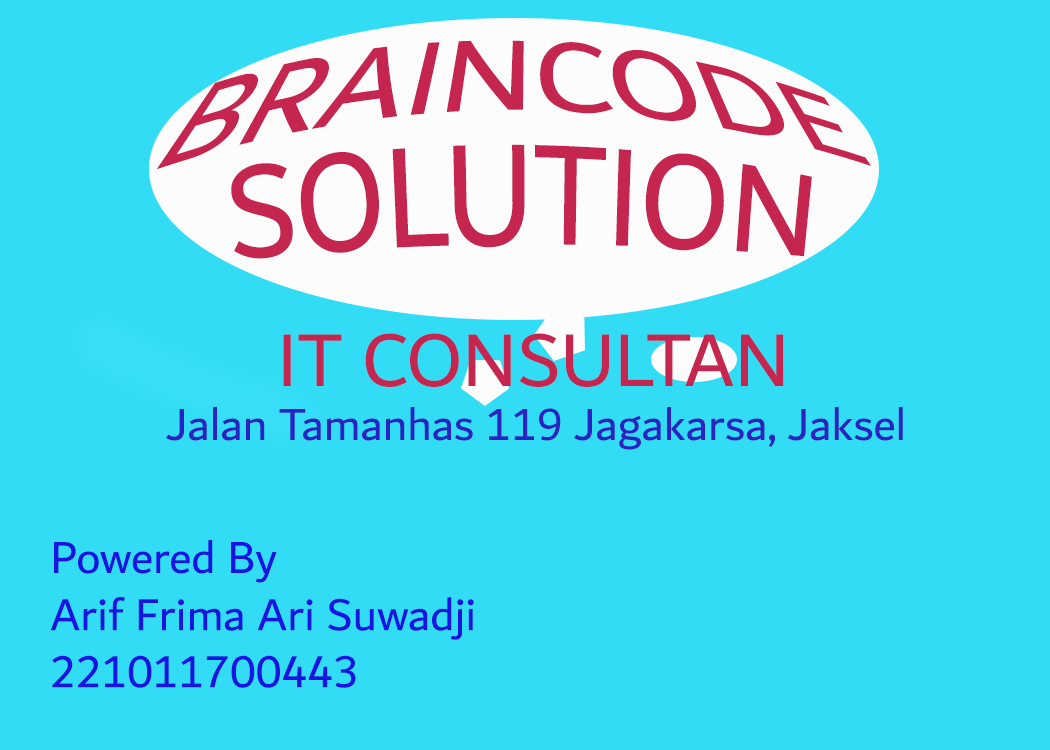 BRAINCODE
SOLUTION
IT CONSULTAN
Jalan Tamanhas 119 Jagakarsa, Jaksel
Powered By
Arif Frima Ari Suwadji
221011700443